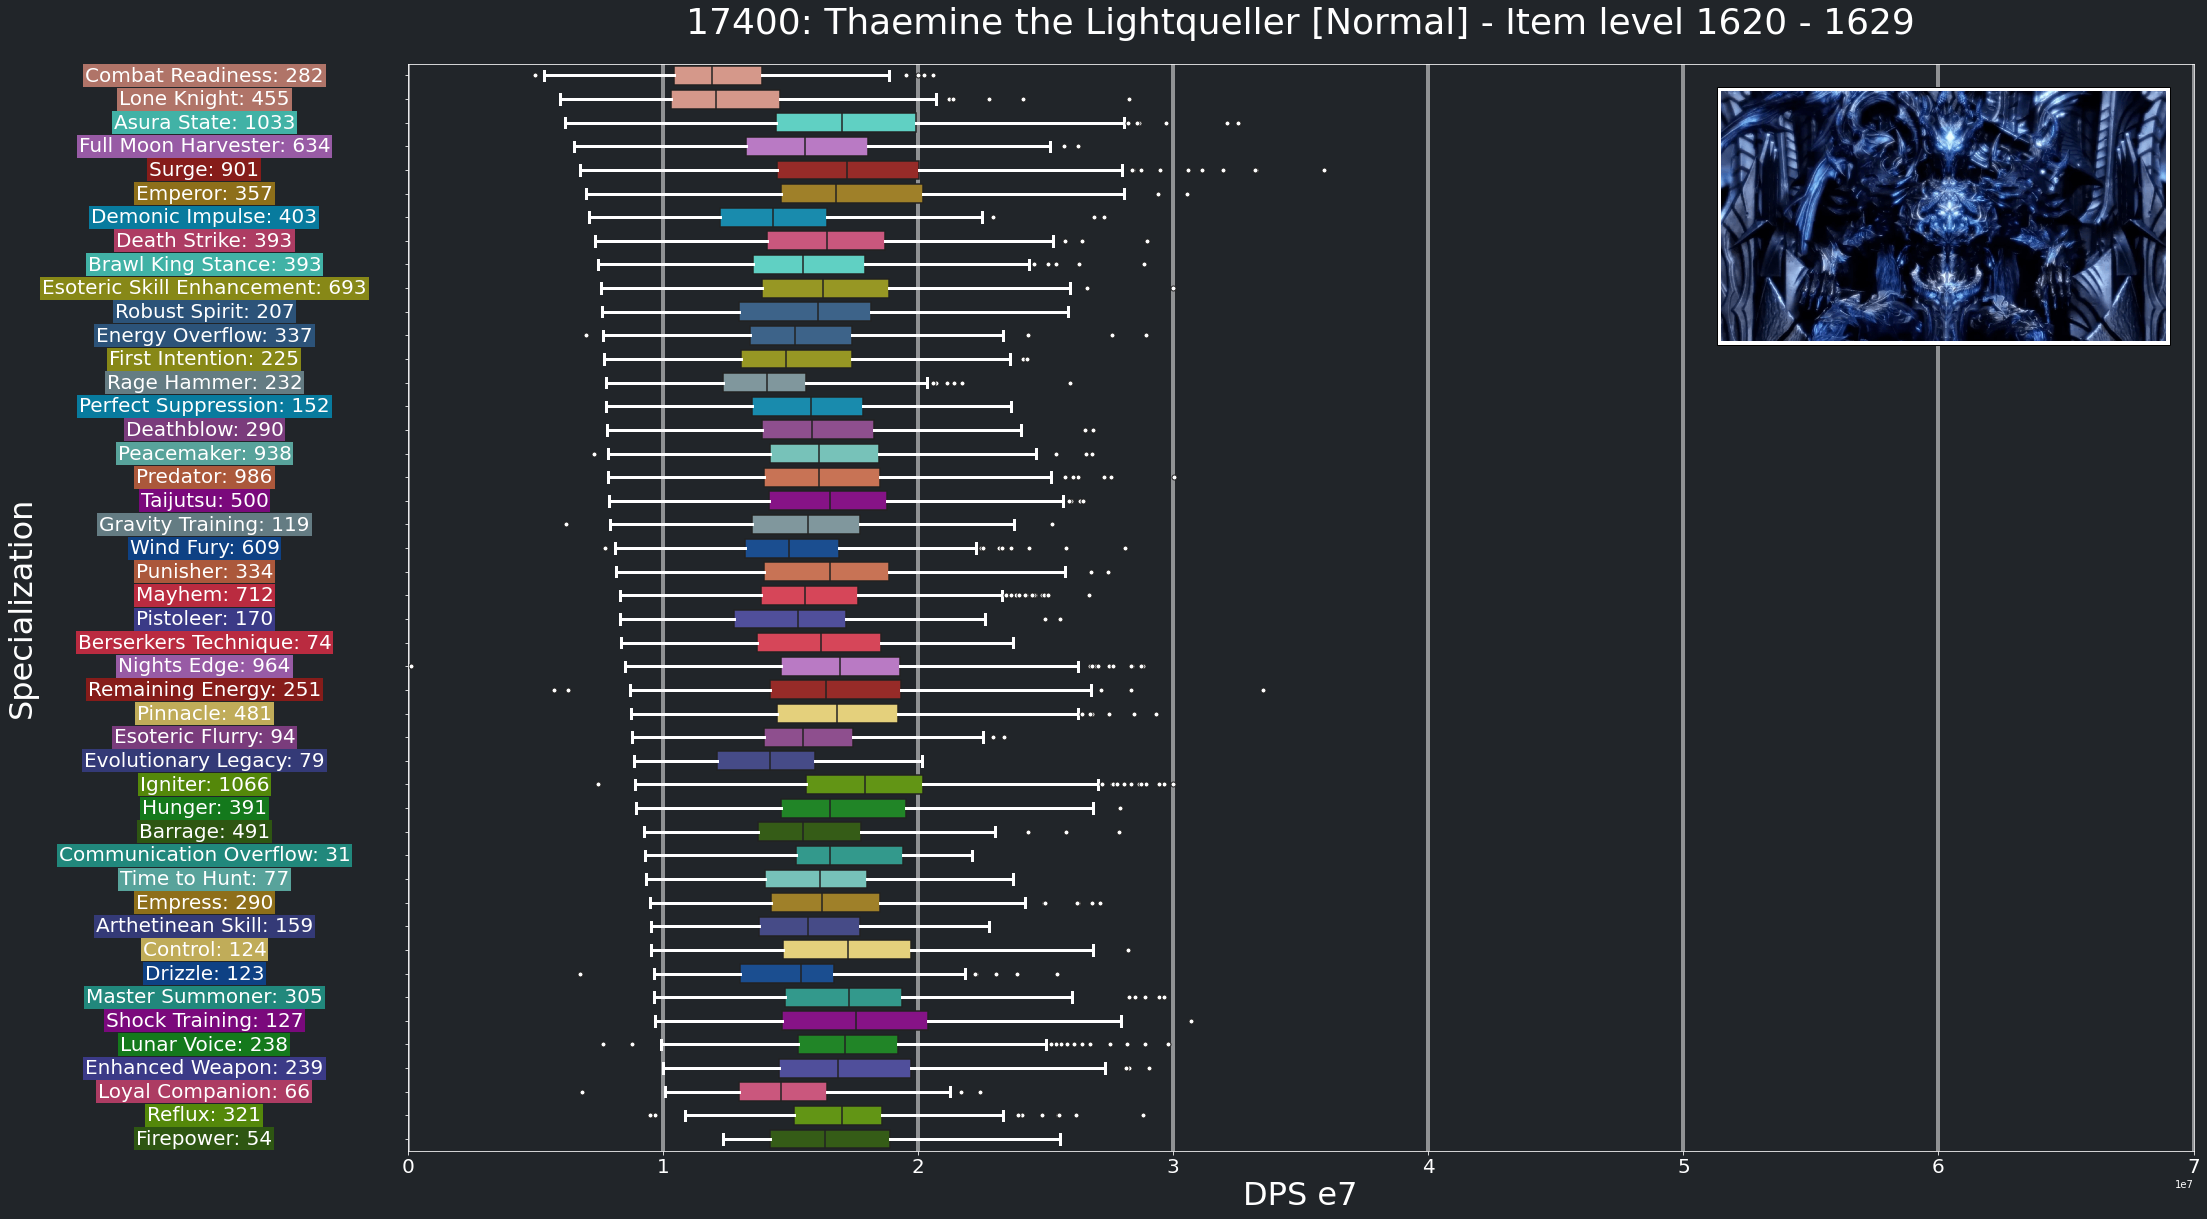 17400: Thaemine the Lightqueller [Normal] - Item level 1620 - 1629
Specialization
Combat Readiness: 282
Lone Knight: 455
Asura State: 1033
Full Moon Harvester: 634
Surge: 901
Emperor: 357
Demonic Impulse: 403
Death Strike: 393
Brawl King Stance: 393
Esoteric Skill Enhancement: 693
Robust Spirit: 207
Energy Overflow: 337
First Intention: 225
Rage Hammer: 232
Perfect Suppression: 152
Deathblow: 290
Peacemaker: 938
Predator: 986
Taijutsu: 500
Gravity Training: 119
Wind Fury: 609
Punisher: 334
Mayhem: 712
Pistoleer: 170
Berserkers Technique: 74
Nights Edge: 964
Remaining Energy: 251
Pinnacle: 481
Esoteric Flurry: 94
Evolutionary Legacy: 79
Igniter: 1066
Hunger: 391
Barrage: 491
Communication Overflow: 31
Time to Hunt: 77
Empress: 290
Arthetinean Skill: 159
Control: 124
Drizzle: 123
Master Summoner: 305
Shock Training: 127
Lunar Voice: 238
Enhanced Weapon: 239
Loyal Companion: 66
Reflux: 321
Firepower: 54
0 1 2 3 4 5 6 7
1e7
DPS e7